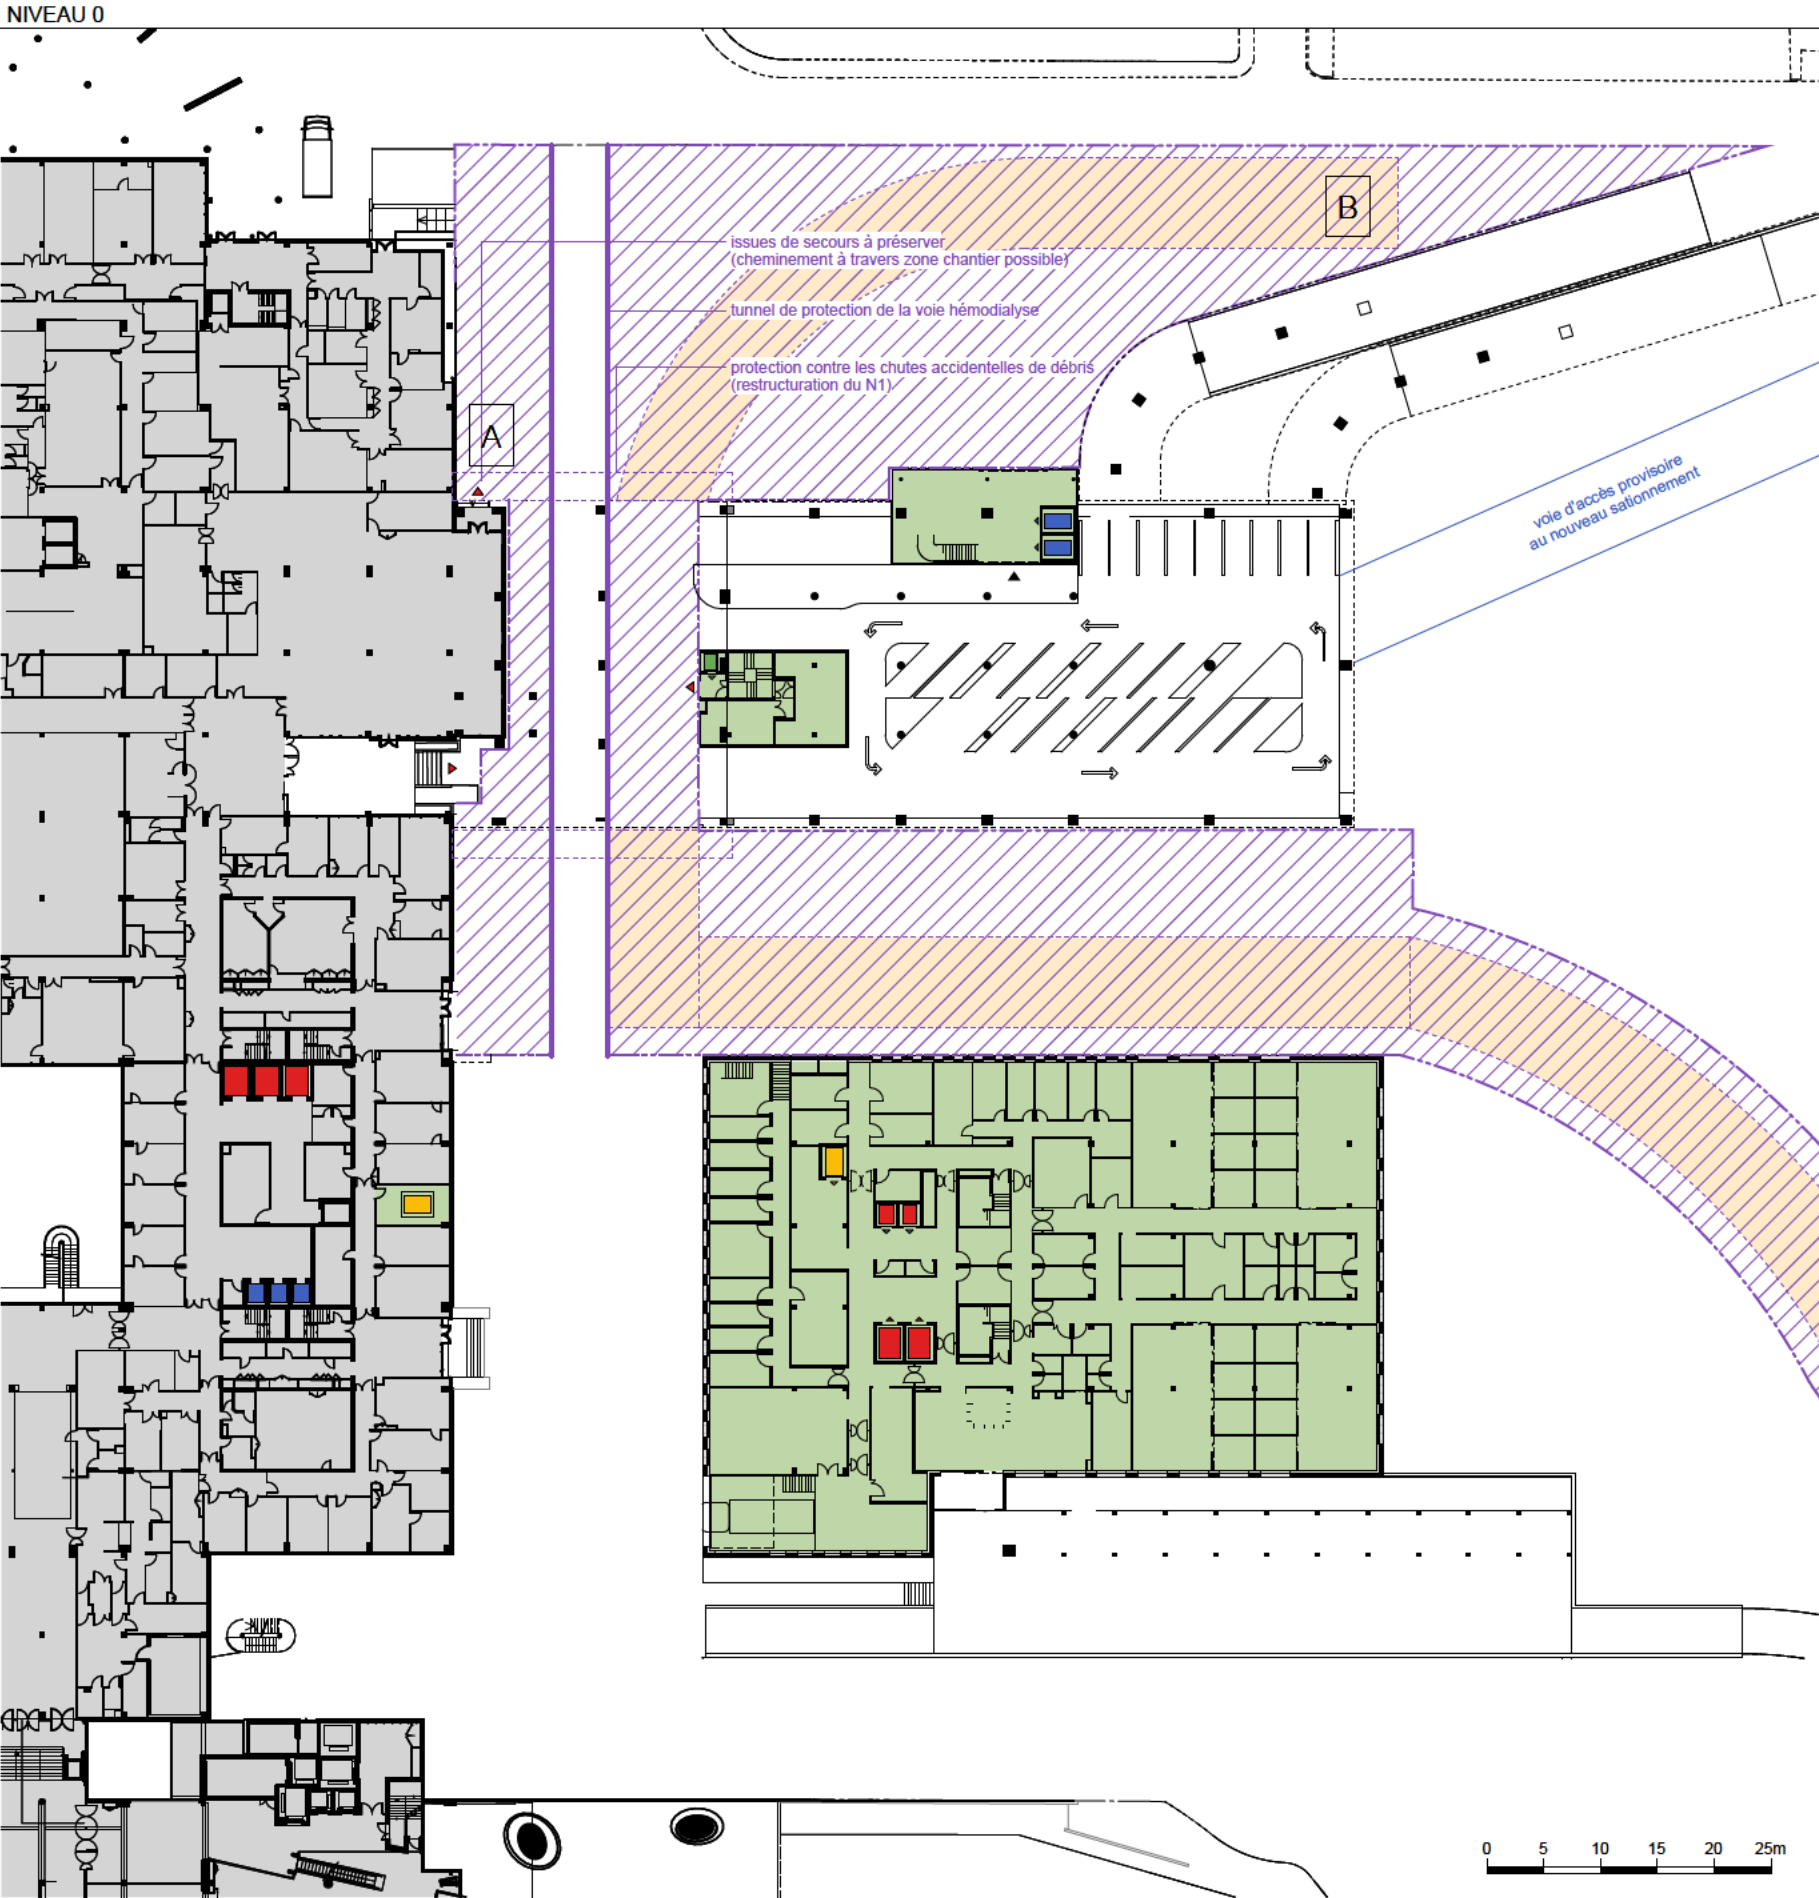 NIVEAU 0
B
issues de secours à préserver
(cheminement à travers zone chantier possible)
tunnel de protection de la voie hémodialyse
protection contre les chutes accidentelles de débris
(restructuration du N1)
A
voie d'accès provisoire
au nouveau sationnement
0 5 10 15 20 25m